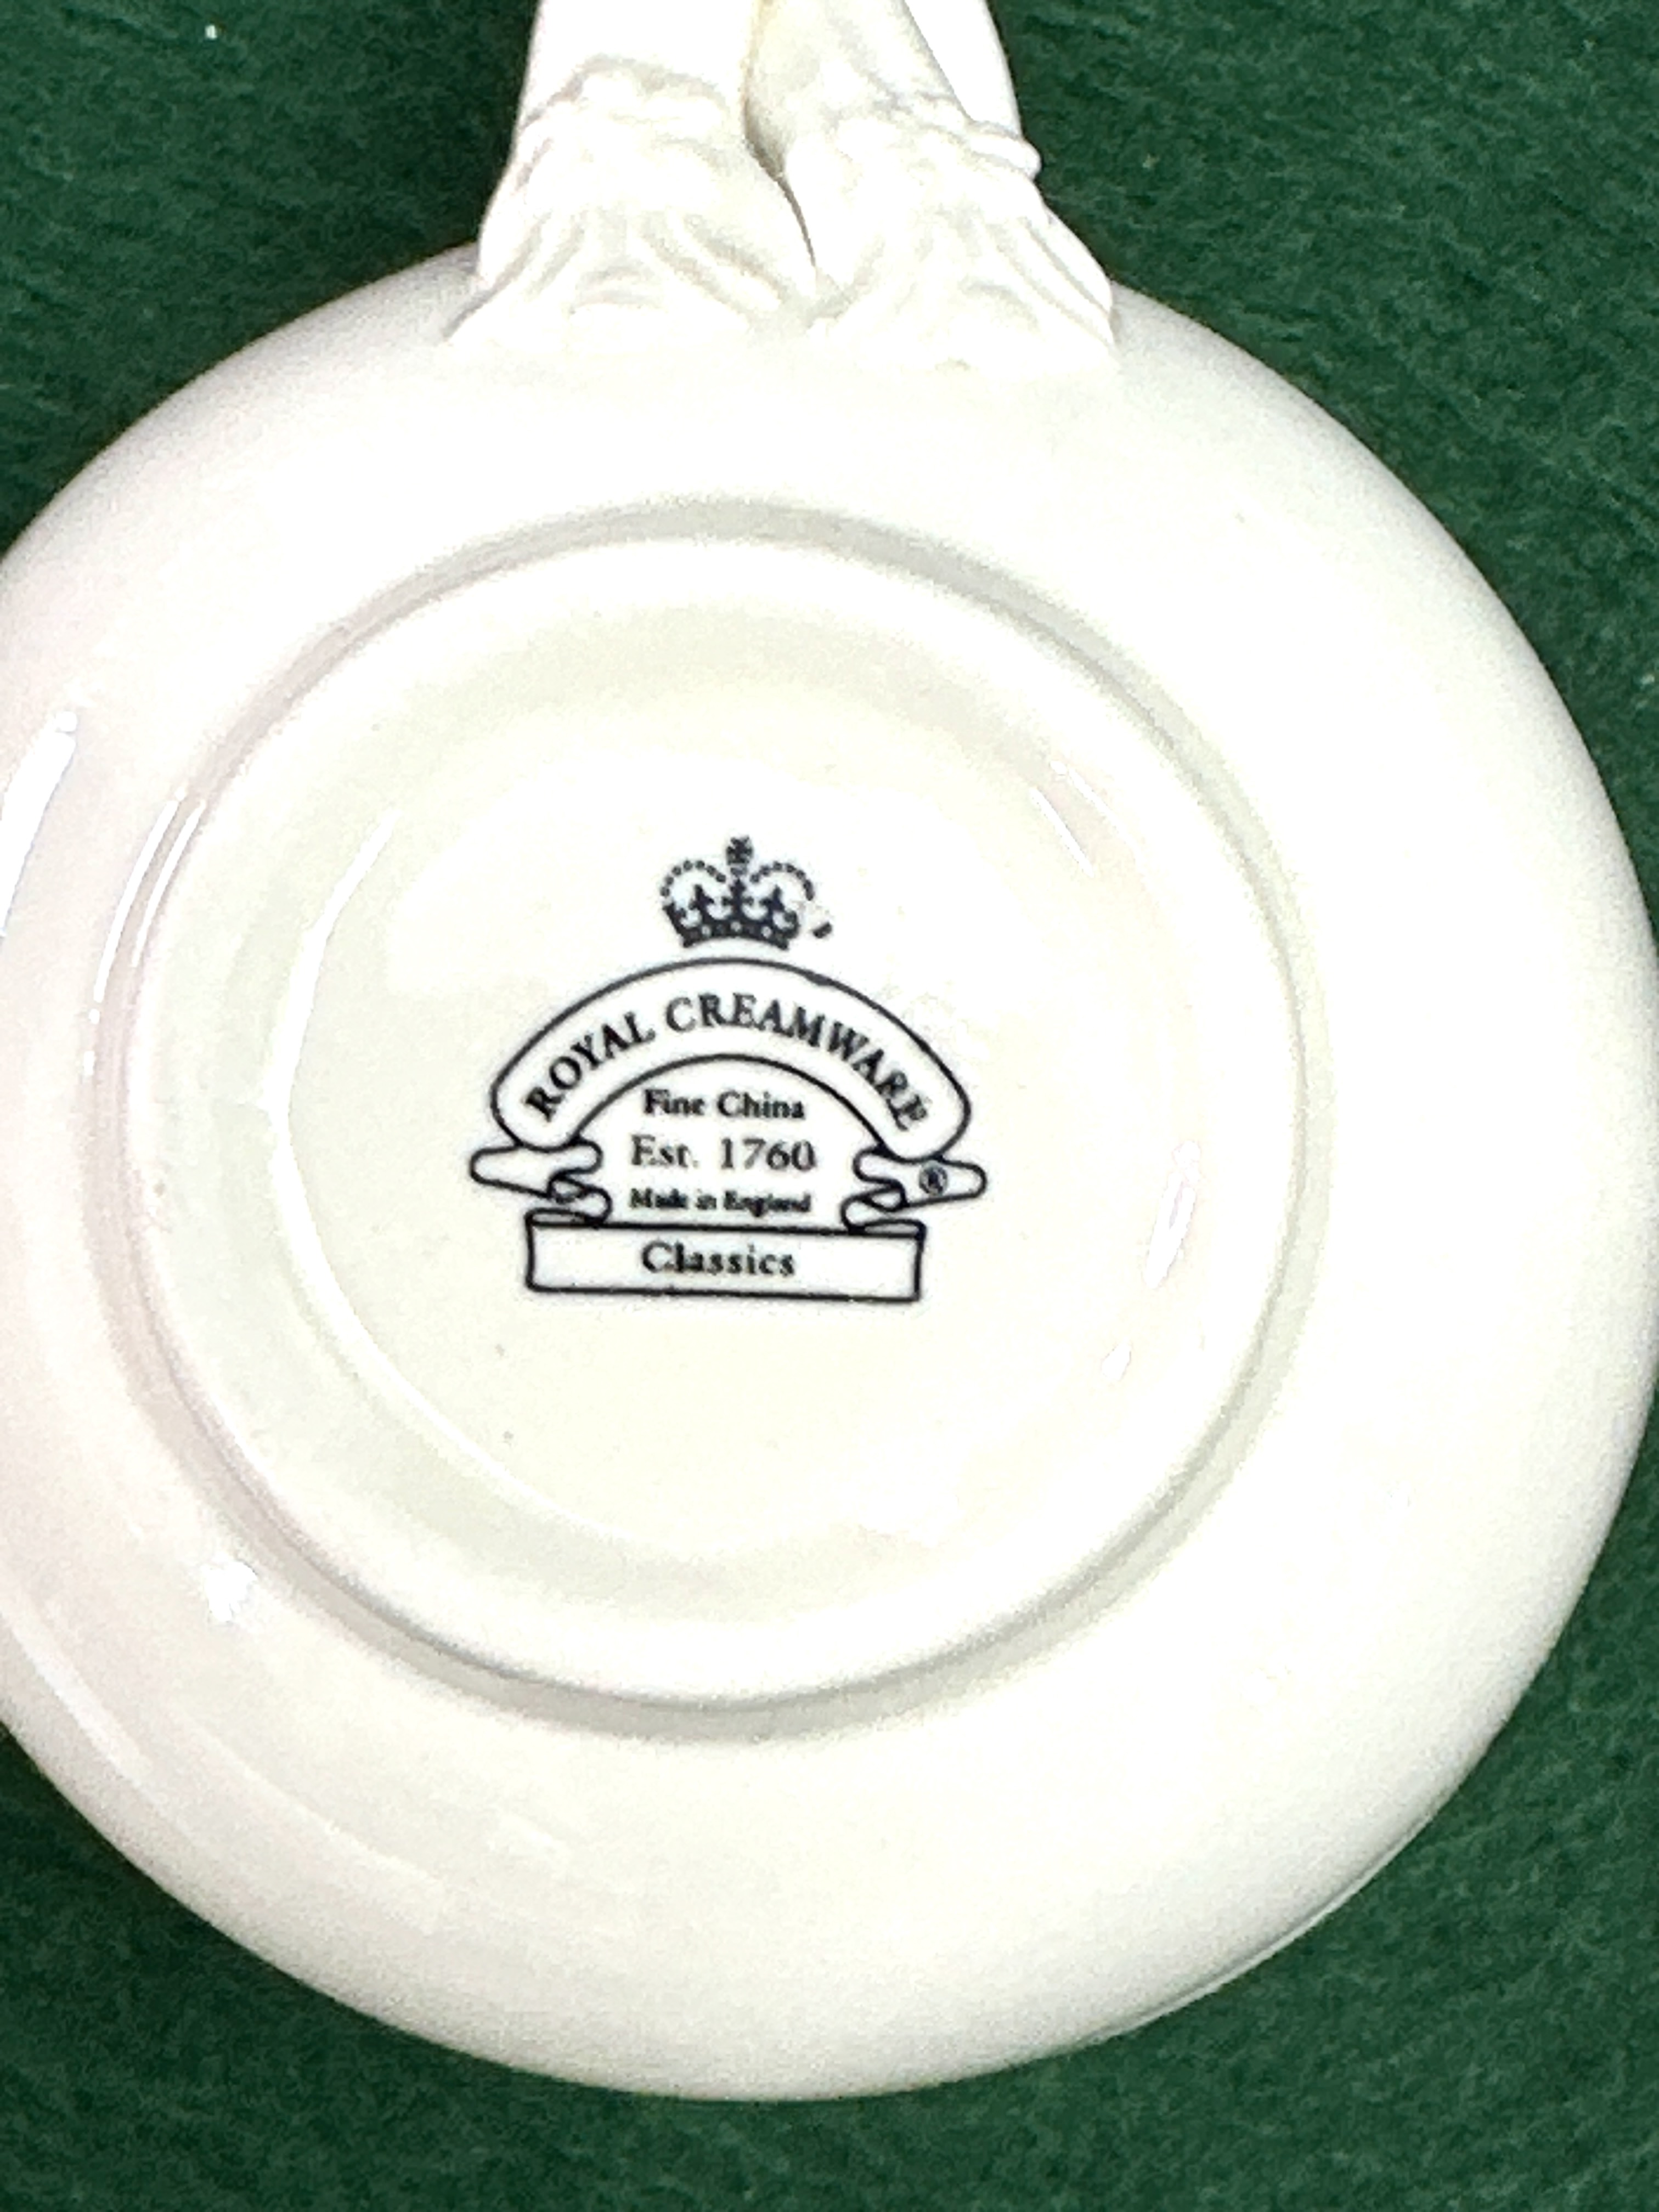 ROYAL CREAMWARE
Fine China
Est. 1760
Made in England
®
Classics